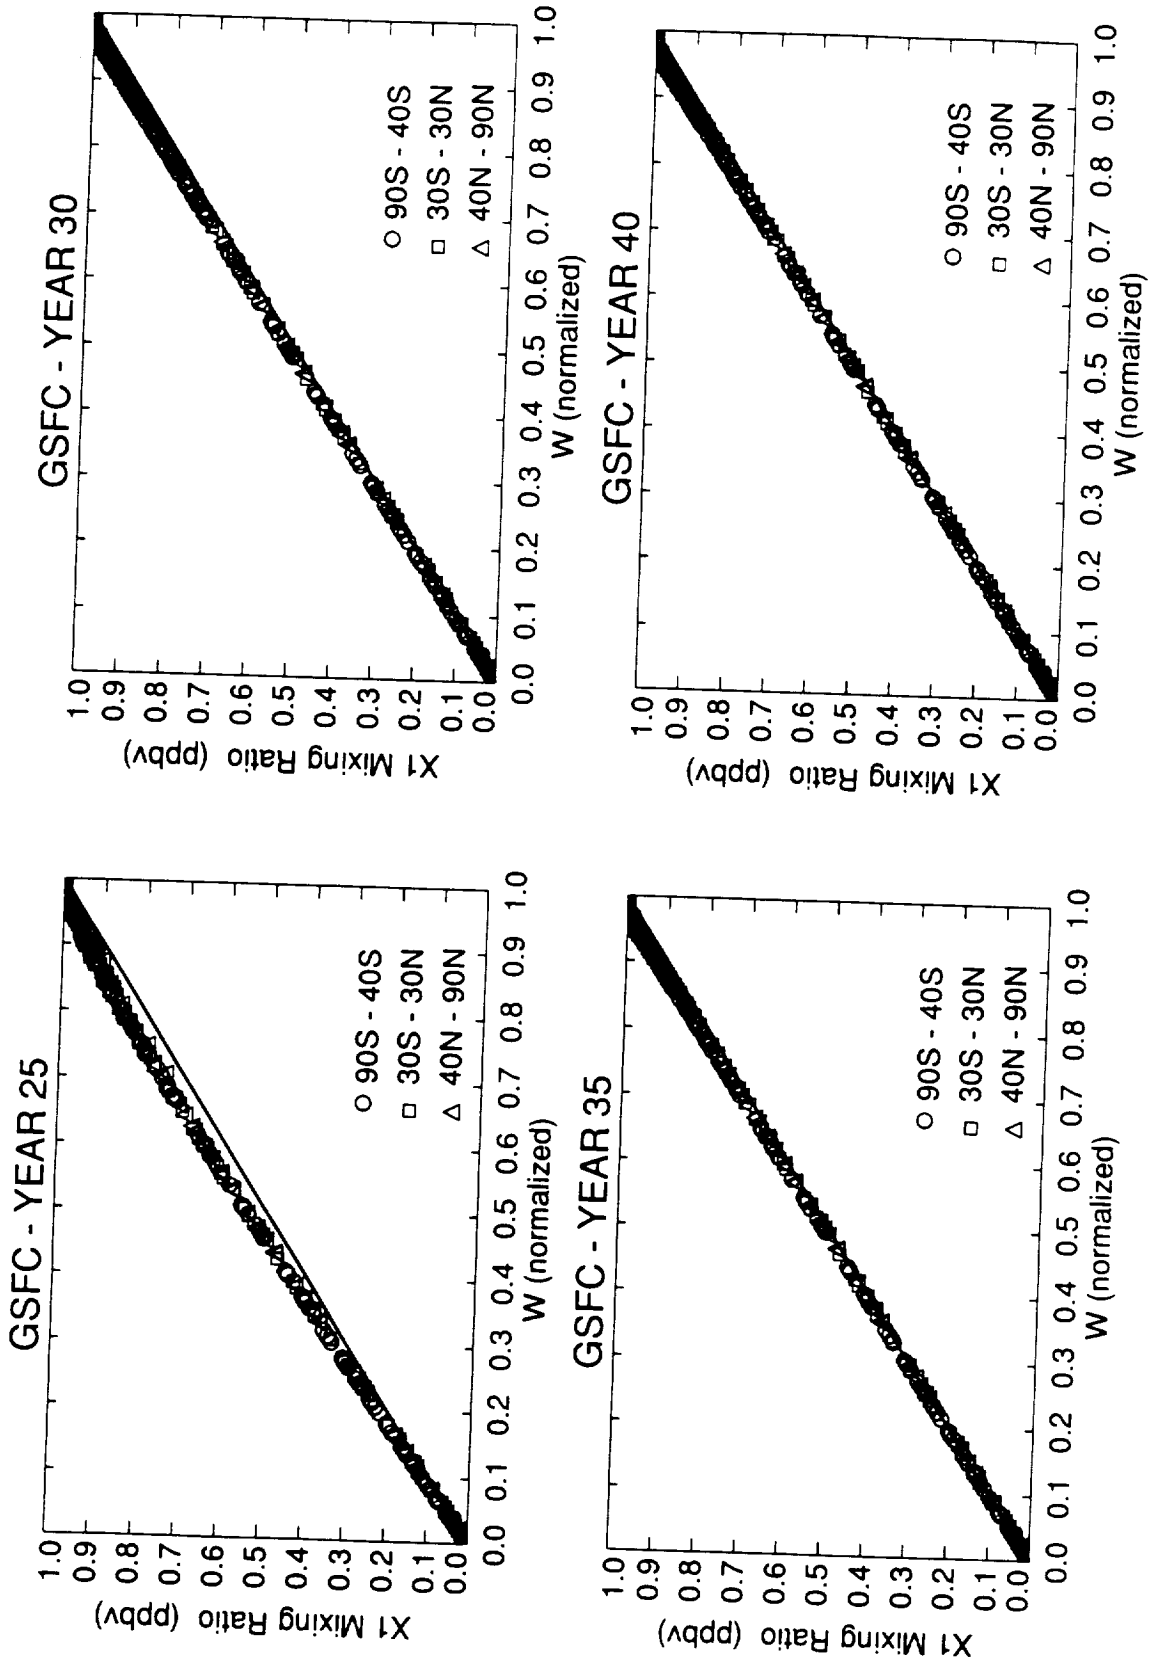 GSFC - YEAR 25
X1 Mixing Ratio (ppbv)
1.0
0.9
0.8
0.7
0.6
0.5
0.4
0.3
0.2
0.1
0.0
○ 90S - 40S
□ 30S - 30N
△ 40N - 90N
0.0 0.1 0.2 0.3 0.4 0.5 0.6 0.7 0.8 0.9 1.0
W (normalized)
GSFC - YEAR 30
X1 Mixing Ratio (ppbv)
1.0
0.9
0.8
0.7
0.6
0.5
0.4
0.3
0.2
0.1
0.0
○ 90S - 40S
□ 30S - 30N
△ 40N - 90N
0.0 0.1 0.2 0.3 0.4 0.5 0.6 0.7 0.8 0.9 1.0
W (normalized)
GSFC - YEAR 35
X1 Mixing Ratio (ppbv)
1.0
0.9
0.8
0.7
0.6
0.5
0.4
0.3
0.2
0.1
0.0
○ 90S - 40S
□ 30S - 30N
△ 40N - 90N
0.0 0.1 0.2 0.3 0.4 0.5 0.6 0.7 0.8 0.9 1.0
W (normalized)
GSFC - YEAR 40
X1 Mixing Ratio (ppbv)
1.0
0.9
0.8
0.7
0.6
0.5
0.4
0.3
0.2
0.1
0.0
○ 90S - 40S
□ 30S - 30N
△ 40N - 90N
0.0 0.1 0.2 0.3 0.4 0.5 0.6 0.7 0.8 0.9 1.0
W (normalized)